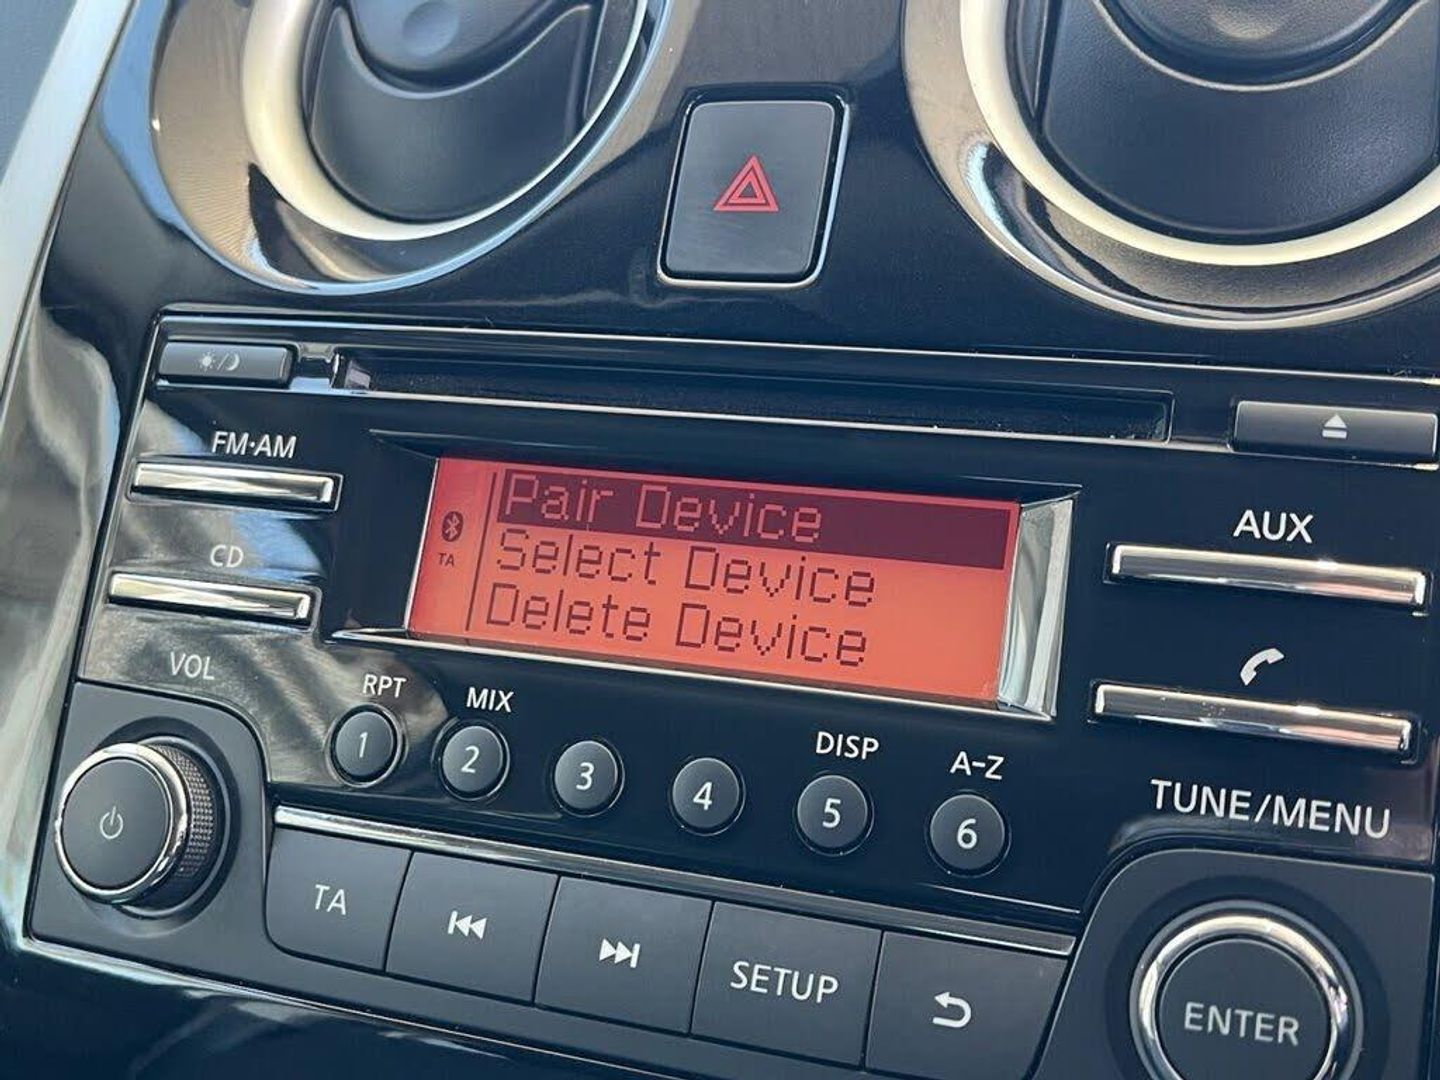 FM·AM
Pair Device
Select Device
Delete Device
TA
AUX
CD
VOL
RPT
MIX
DISP
A-Z
TUNE/MENU
1
2
3
4
5
6
TA
SETUP
ENTER